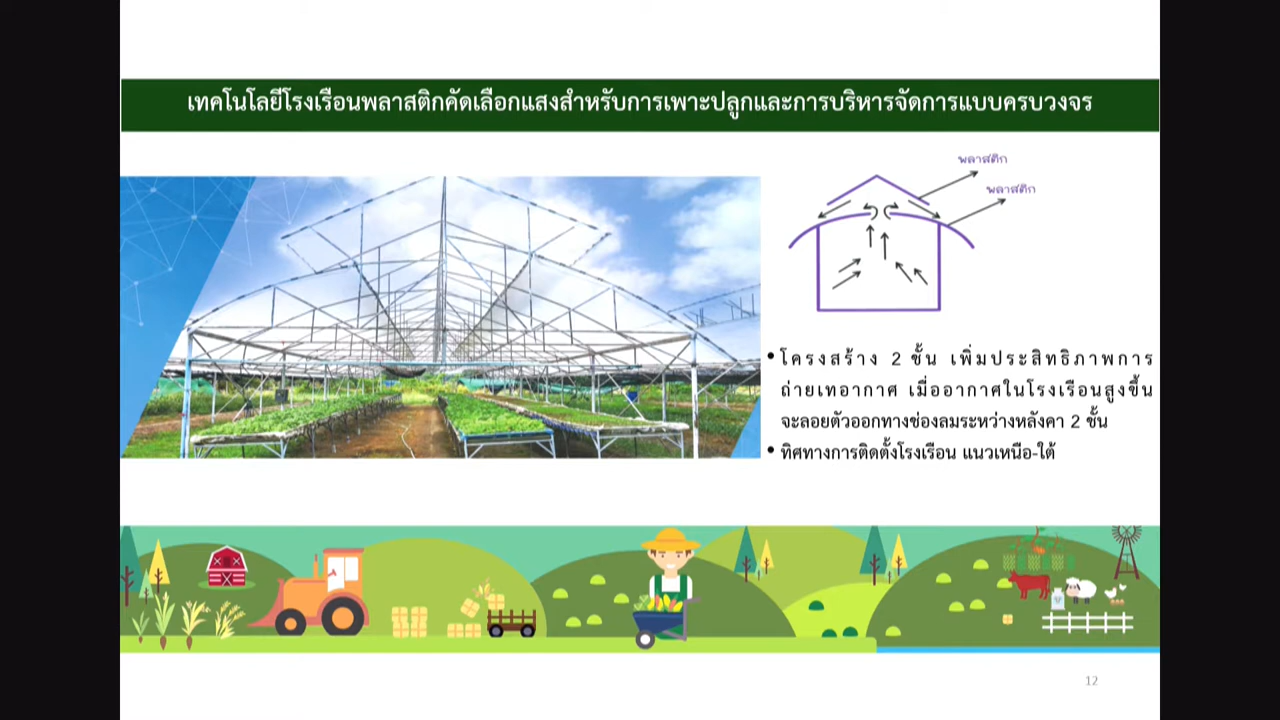 เทคโนโลยีโรงเรือนพลาสติกคัดเลือกแสงสำหรับการเพาะปลูกและการบริหารจัดการแบบครบวงจร
พลาสติก
พลาสติก
• โครงสร้าง 2 ชั้น เพิ่มประสิทธิภาพการ
ถ่ายเทอากาศ เมื่ออากาศในโรงเรือนสูงขึ้น
จะลอยตัวออกทางช่องลมระหว่างหลังคา 2 ชั้น
• ทิศทางการติดตั้งโรงเรือน แนวเหนือ-ใต้
12